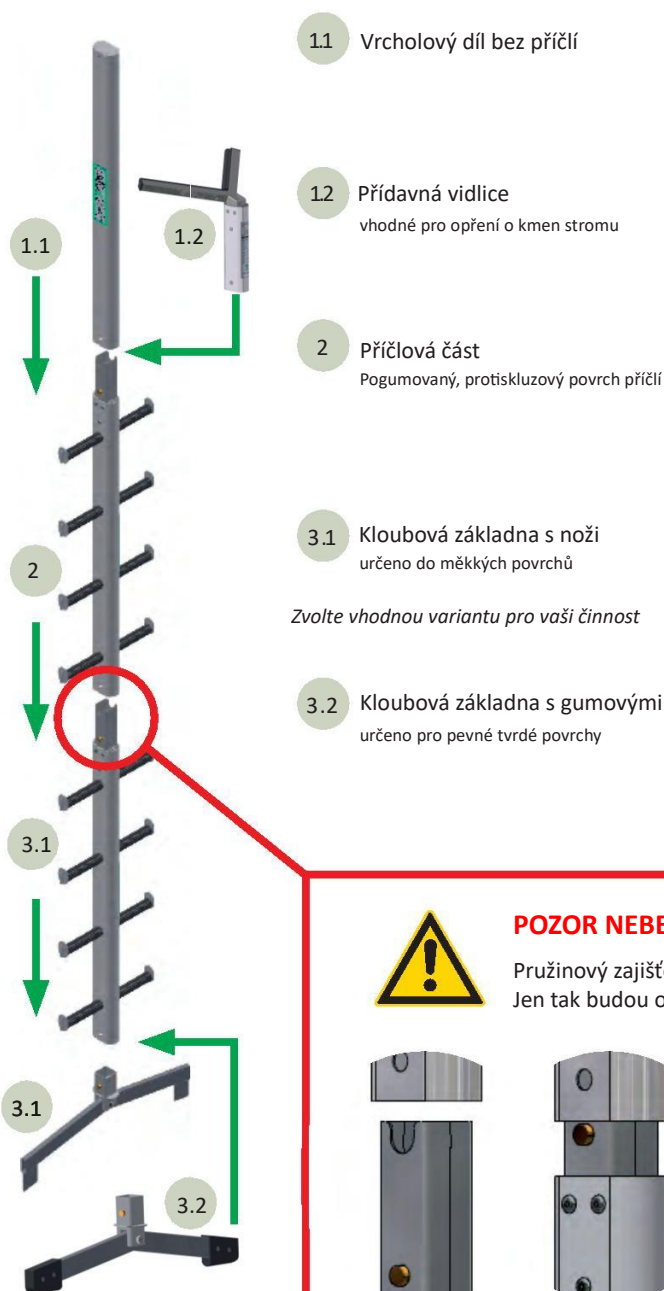 1.1 Vrcholový díl bez příčlí
1.2 Přídavná vidlice
vhodné pro opření o kmen stromu
1.1
1.2
2 Příčlová část
Pogumovaný, protiskluzový povrch příčlí
3.1 Kloubová základna s noži
určeno do měkkých povrchů
2
Zvolte vhodnou variantu pro vaši činnost
3.2 Kloubová základna s gumovými
určeno pro pevné tvrdé povrchy
3.1
POZOR
Jen tak budou
3.1
3.2